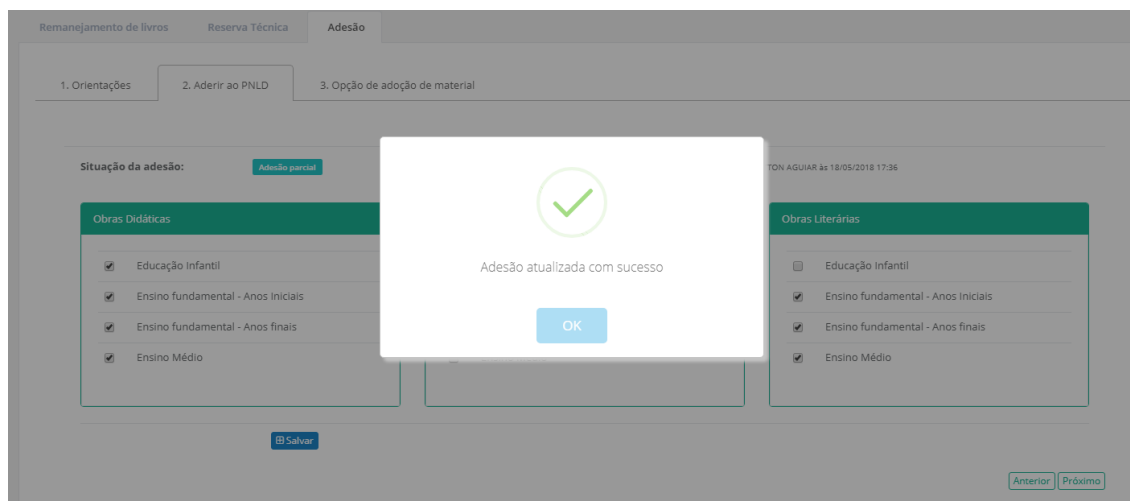 Remanejamento de livros Reserva Técnica Adesão
1. Orientações 2. Aderir ao PNLD 3. Opção de adoção de material
Situação da adesão: Adesão parcial TON AGUIAR às 18/05/2018 17:36
Obras Didáticas
Educação Infantil
Ensino fundamental - Anos Iniciais
Ensino fundamental - Anos finais
Ensino Médio
Adesão atualizada com sucesso
OK
Obras Literárias
Educação Infantil
Ensino fundamental - Anos Iniciais
Ensino fundamental - Anos finais
Ensino Médio
Salvar
Anterior Próximo